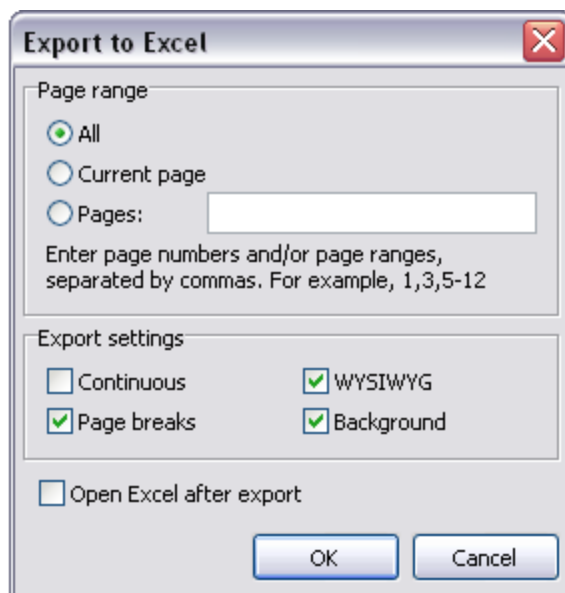 Export to Excel
Page range
All
Current page
Pages:
Enter page numbers and/or page ranges,
separated by commas. For example, 1,3,5-12
Export settings
Continuous
WYSIWYG
Page breaks
Background
Open Excel after export
OK
Cancel